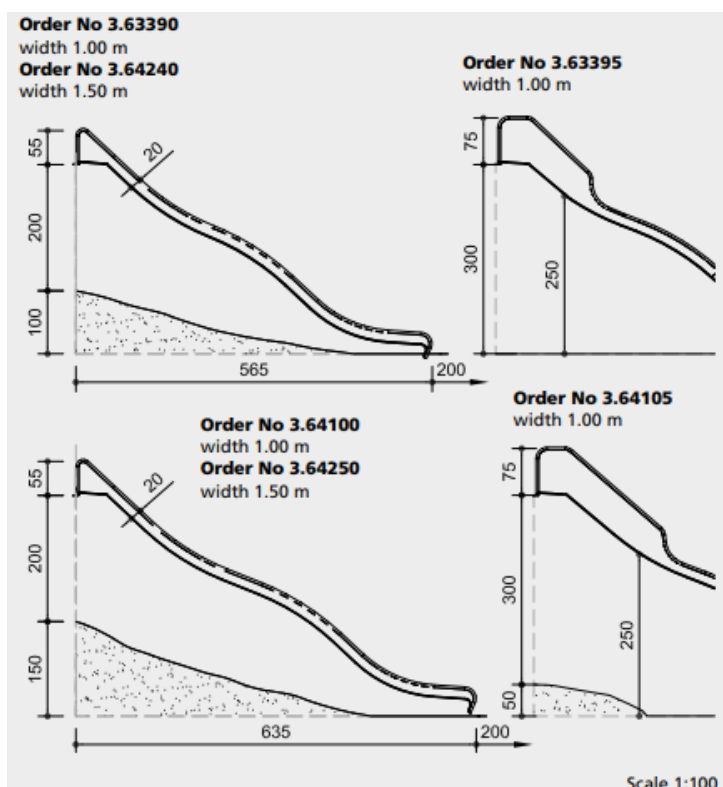 Order No 3.63390
width 1.00 m
Order No 3.64240
width 1.50 m
Order No 3.63395
width 1.00 m
55
20
200
100
565
200
75
300
250
Order No 3.64100
width 1.00 m
Order No 3.64250
width 1.50 m
Order No 3.64105
width 1.00 m
55
20
200
150
635
200
75
300
250
50
Scale 1:100